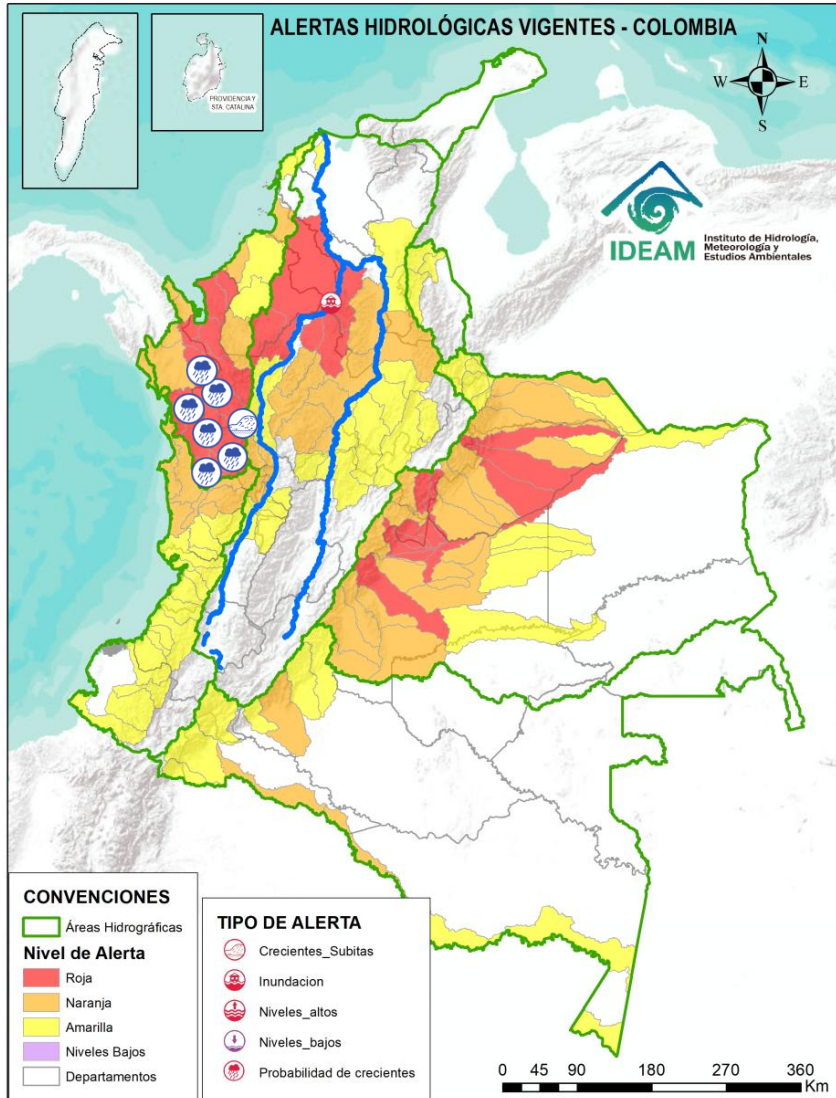 ALERTAS HIDROLÓGICAS VIGENTES - COLOMBIA
PROVIDENCIA Y
STA. CATALINA
N
W
E
S
IDEAM
Instituto de Hidrología,
Meteorología y
Estudios Ambientales
CONVENCIONES
Áreas Hidrográficas
Nivel de Alerta
Roja
Naranja
Amarilla
Niveles Bajos
Departamentos
TIPO DE ALERTA
Crecientes_Subitas
Inundacion
Niveles_altos
Niveles_bajos
Probabilidad de crecientes
0 45 90 180 270 360
Km